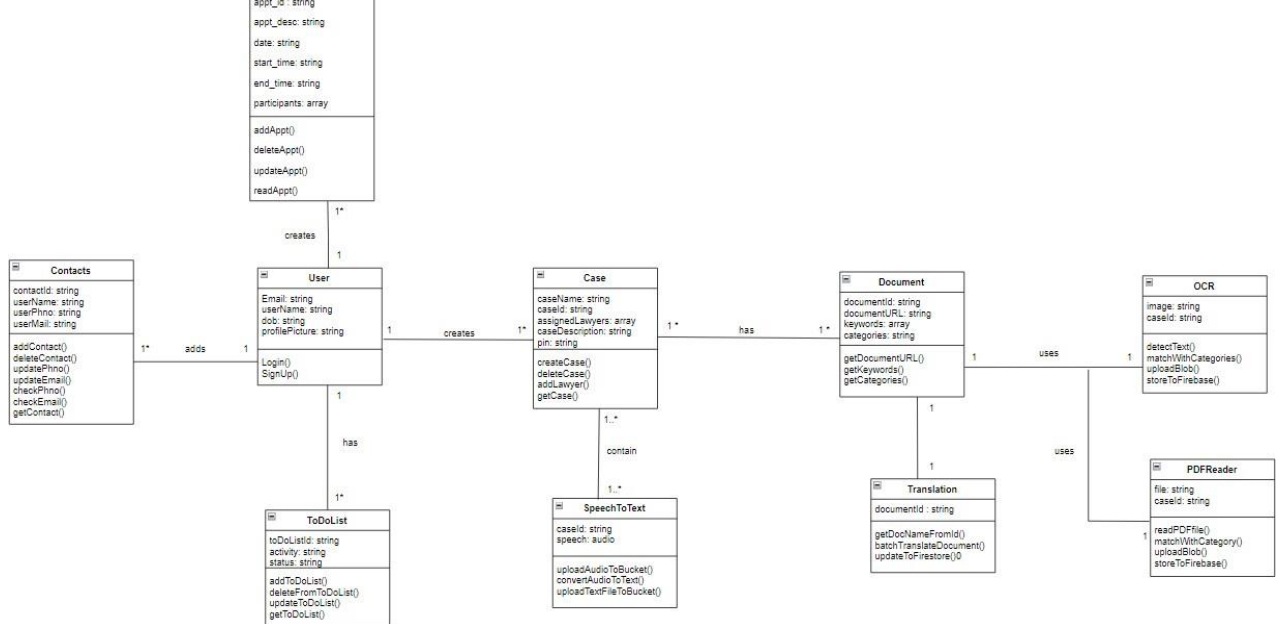 appt_id : string
appt_desc: string
date: string
start_time: string
end_time: string
participants: array
addAppt()
deleteAppt()
updateAppt()
readAppt()
1*
creates
1
Contacts
contactId: string
userName: string
userPhno: string
userMail: string
addContact()
deleteContact()
updatePhno()
updateEmail()
checkPhno()
checkEmail()
getContact()
1*
adds
1
User
Email: string
userName: string
dob: string
profilePicture: string
Login()
SignUp()
1
creates
1*
1
has
1*
ToDoList
toDoListId: string
activity: string
status: string
addToDoList()
deleteFromToDoList()
updateToDoList()
getToDoList()
Case
caseName: string
caseId: string
assignedLawyers: array
caseDescription: string
pin: string
createCase()
deleteCase()
addLawyer()
getCase()
1..*
contain
1..*
SpeechToText
caseId: string
speech: audio
uploadAudioToBucket()
convertAudioToText()
uploadTextFileToBucket()
1 *
has
1 *
Document
documentId: string
documentURL: string
keywords: array
categories: string
getDocumentURL()
getKeywords()
getCategories()
1
1
Translation
documentId : string
getDocNameFromId()
batchTranslateDocument()
updateToFirestore()0
1
uses
1
OCR
image: string
caseId: string
detectText()
matchWithCategories()
uploadBlob()
storeToFirebase()
uses
1
PDFReader
file: string
caseId: string
readPDFfile()
matchWithCategory()
uploadBlob()
storeToFirebase()